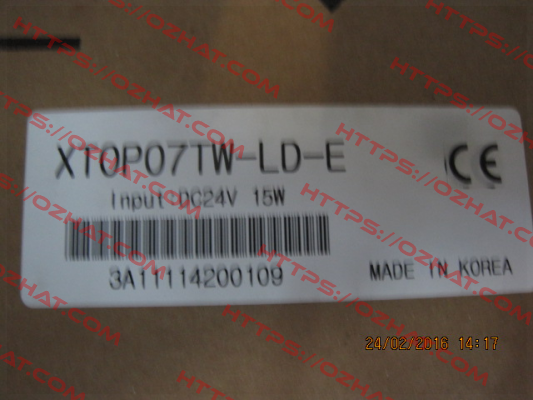 XTOP07TW-LD-E
CE
Input DC24V 15W
3A11114200109
MADE IN KOREA
24/02/2016 14:17
HTTPS://OZHAT.COM